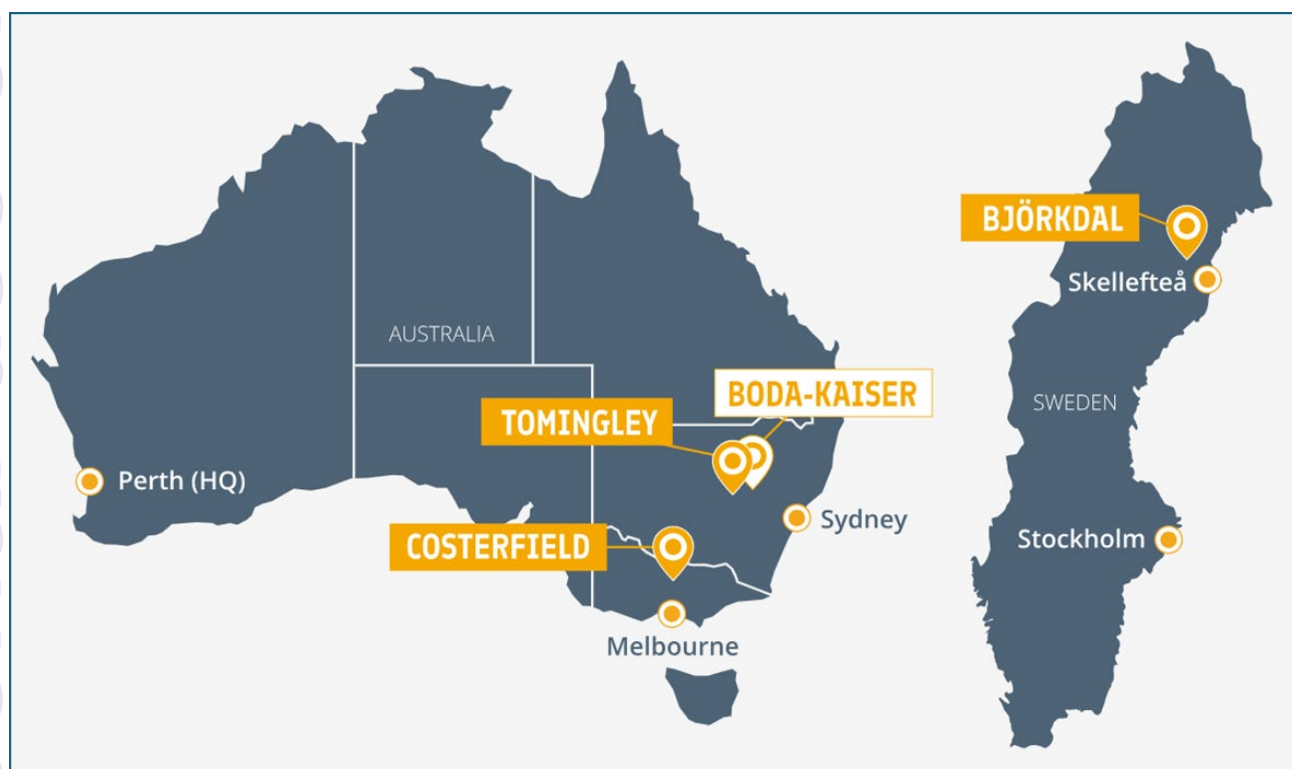 BJÖRKDAL
Skellefteå
AUSTRALIA
BODA-KAISER
SWEDEN
TOMINGLEY
Perth (HQ)
Sydney
COSTERFIELD
Stockholm
Melbourne